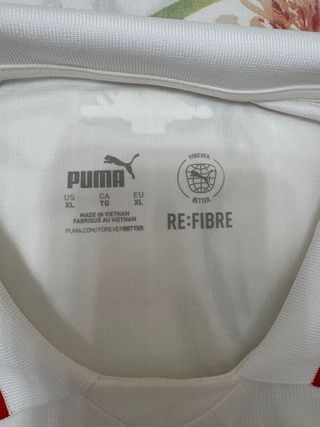 PUMA
US CA EU
XL TG XL
MADE IN VIETNAM
FABRIQUÉ AU VIETNAM
PUMA.COM/FOREVERBETTER
FOREVER.
BETTER.
RE:FIBRE